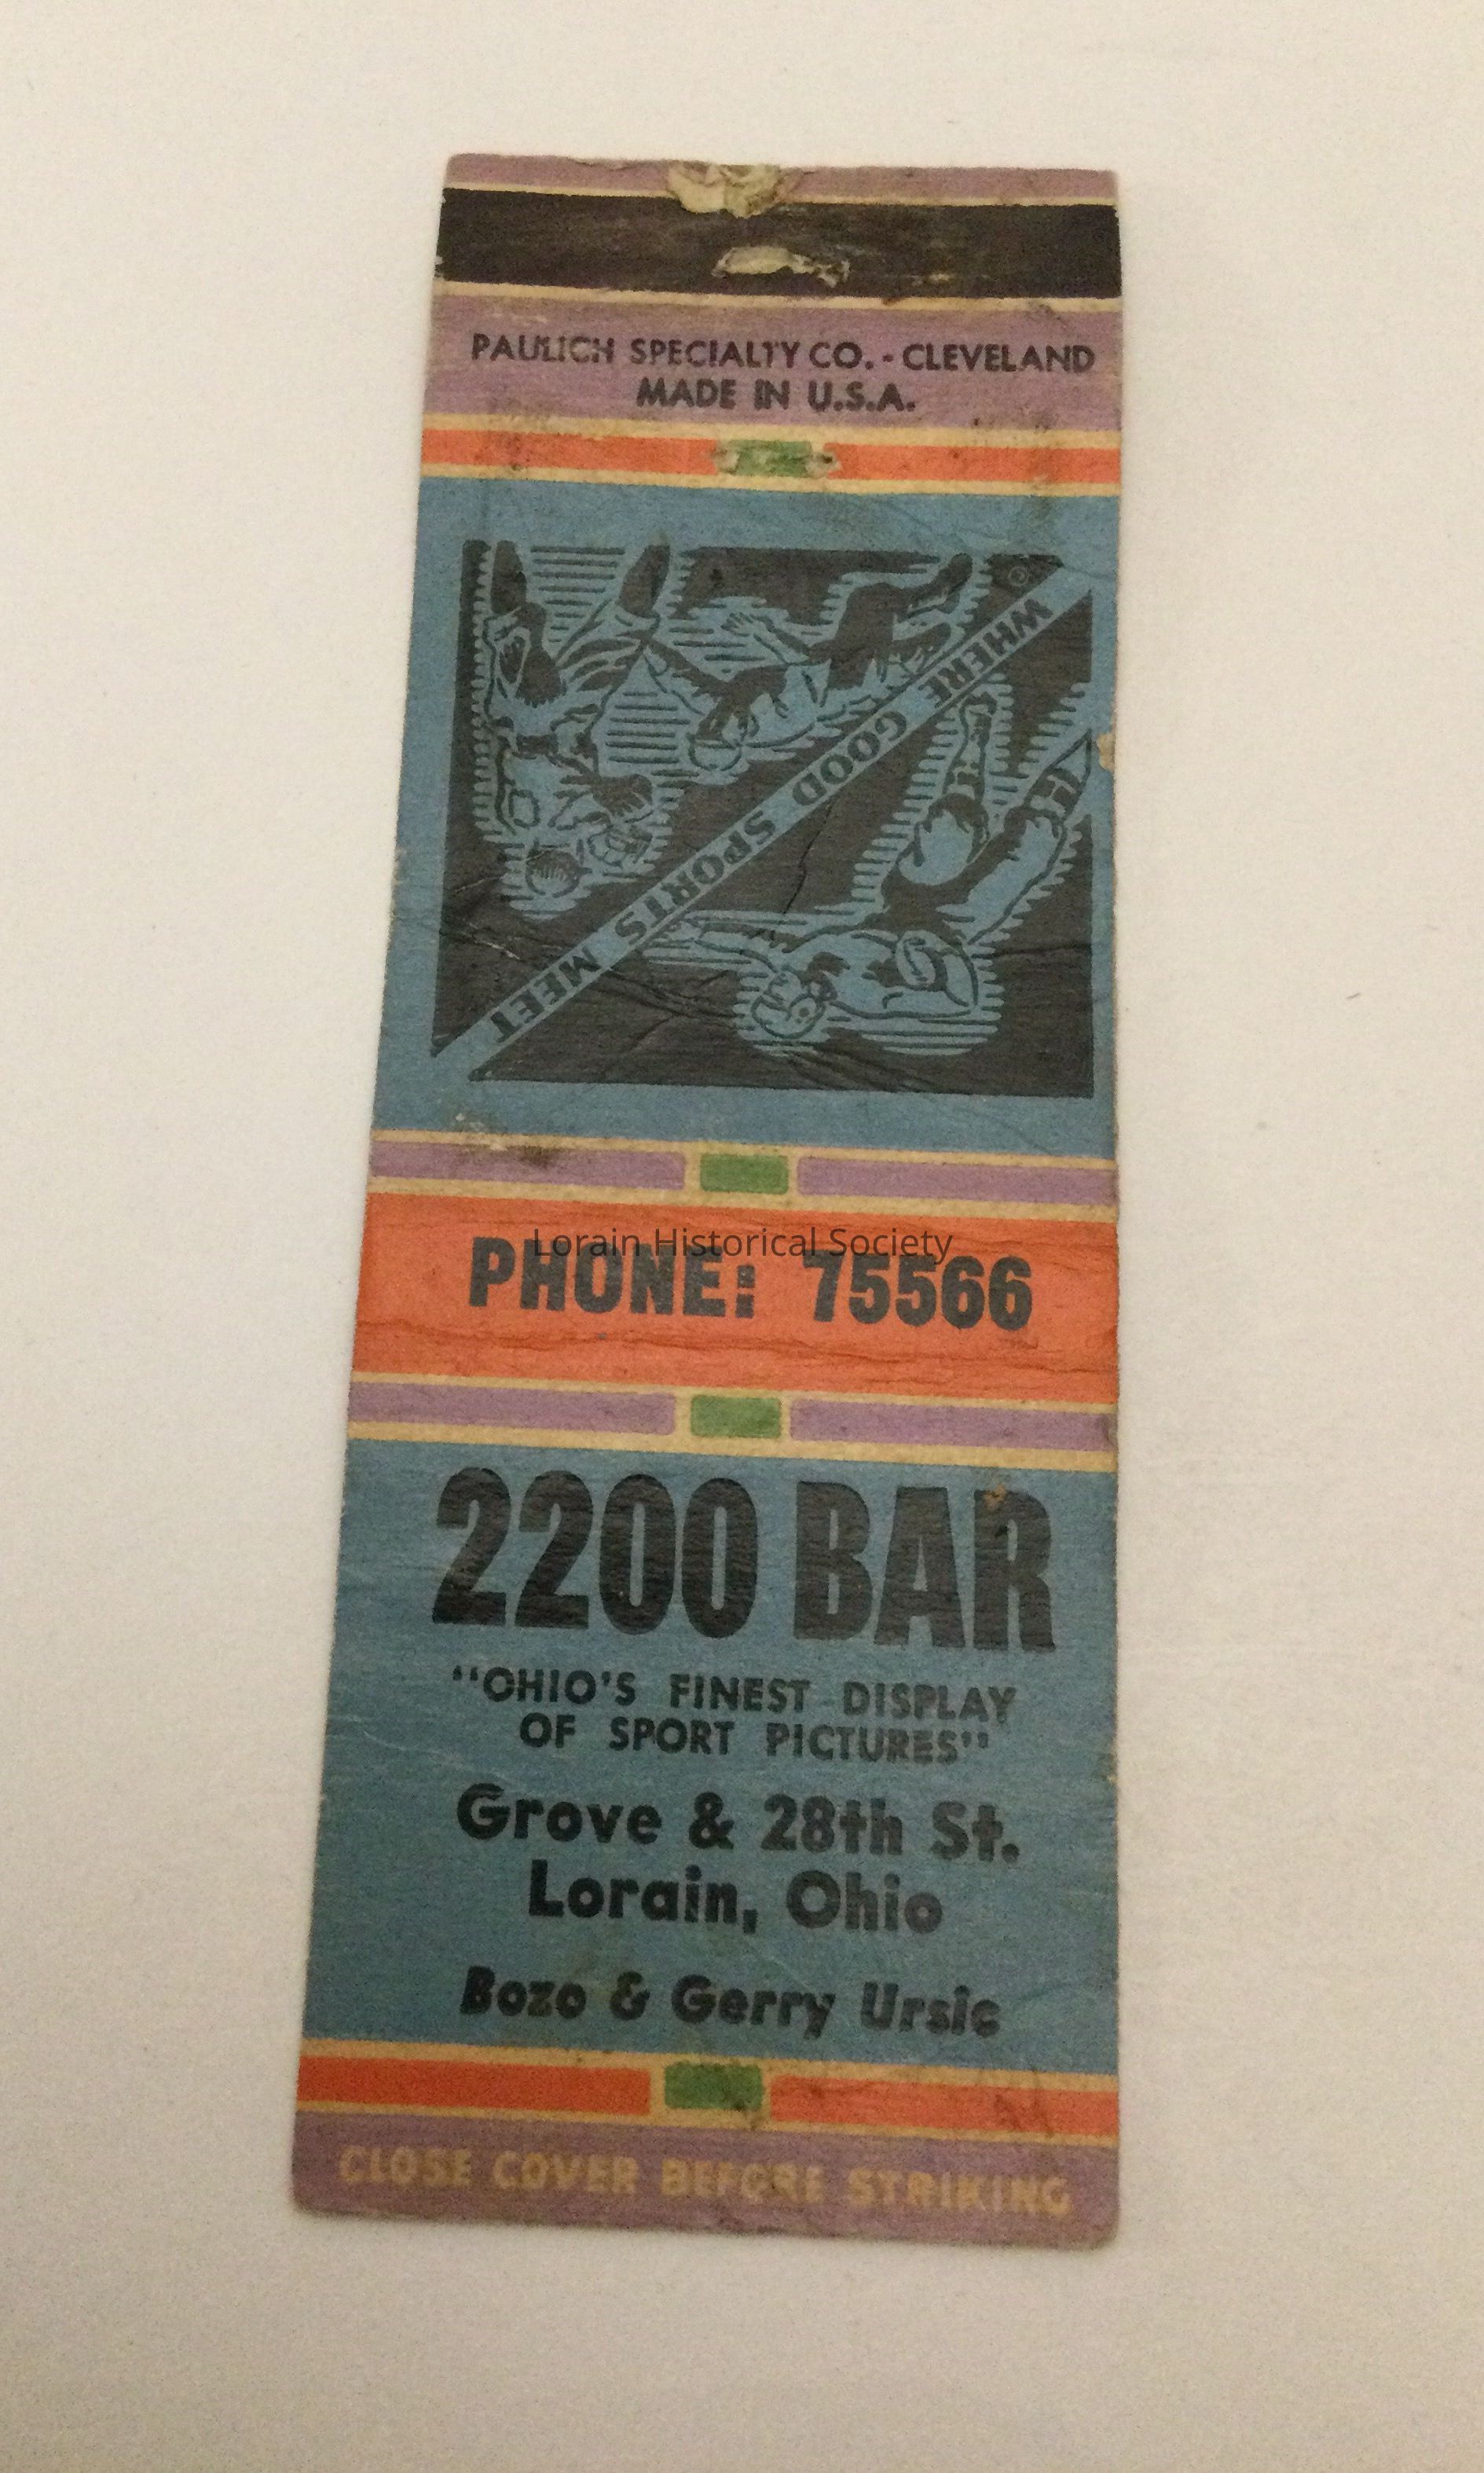 PAULICH SPECIALTY CO. - CLEVELAND
MADE IN U.S.A.
WHERE GOOD SPORTS MEET
Lorain Historical Society
PHONE: 75566
2200 BAR
"OHIO'S FINEST DISPLAY
OF SPORT PICTURES"
Grove & 28th St.
Lorain, Ohio
Bozo & Gerry Ursic
CLOSE COVER BEFORE STRIKING